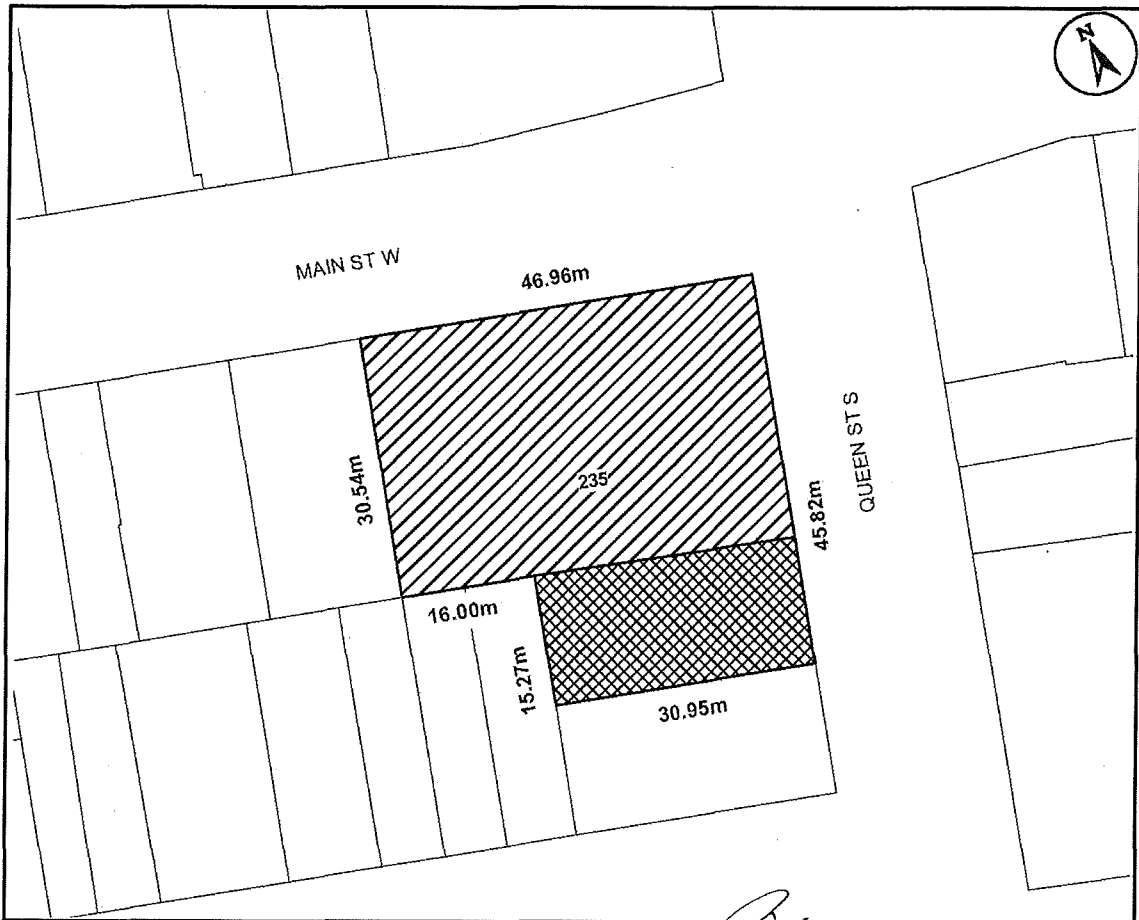 N
MAIN ST W
46.96m
QUEEN ST S
30.54m
235
45.82m
16.00m
15.27m
30.95m